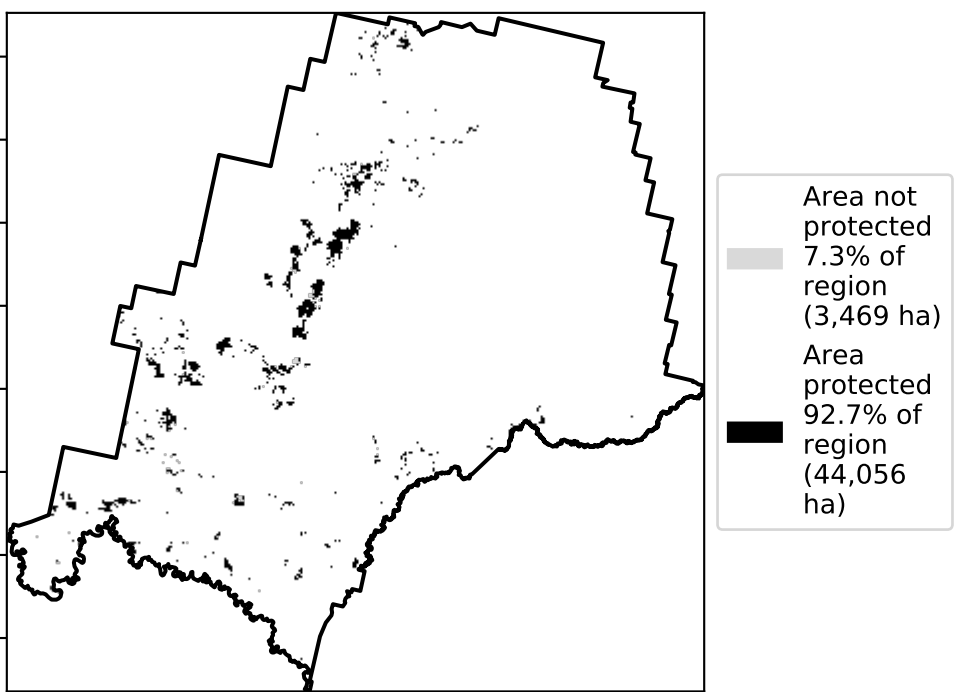 Area not
protected
7.3% of
region
(3,469 ha)
Area
protected
92.7% of
region
(44,056
ha)